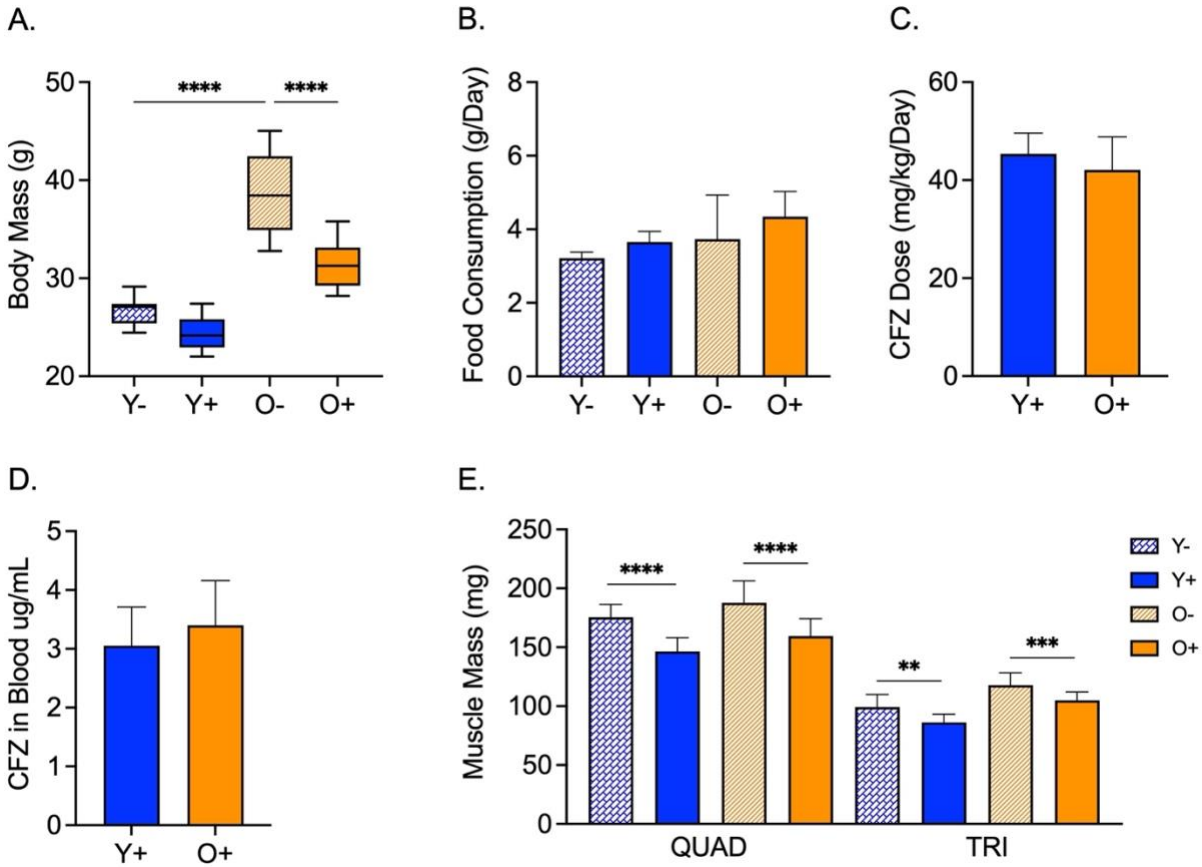 A.
Body Mass (g)
50
40
30
20
****
****
Y-
Y+
O-
O+
B.
Food Consumption (g/Day)
8
6
4
2
0
Y-
Y+
O-
O+
C.
CFZ Dose (mg/kg/Day)
60
40
20
0
Y+
O+
D.
CFZ in Blood ug/mL
5
4
3
2
1
0
Y+
O+
E.
Muscle Mass (mg)
250
200
150
100
50
0
****
****
**
***
QUAD
TRI
Y-
Y+
O-
O+